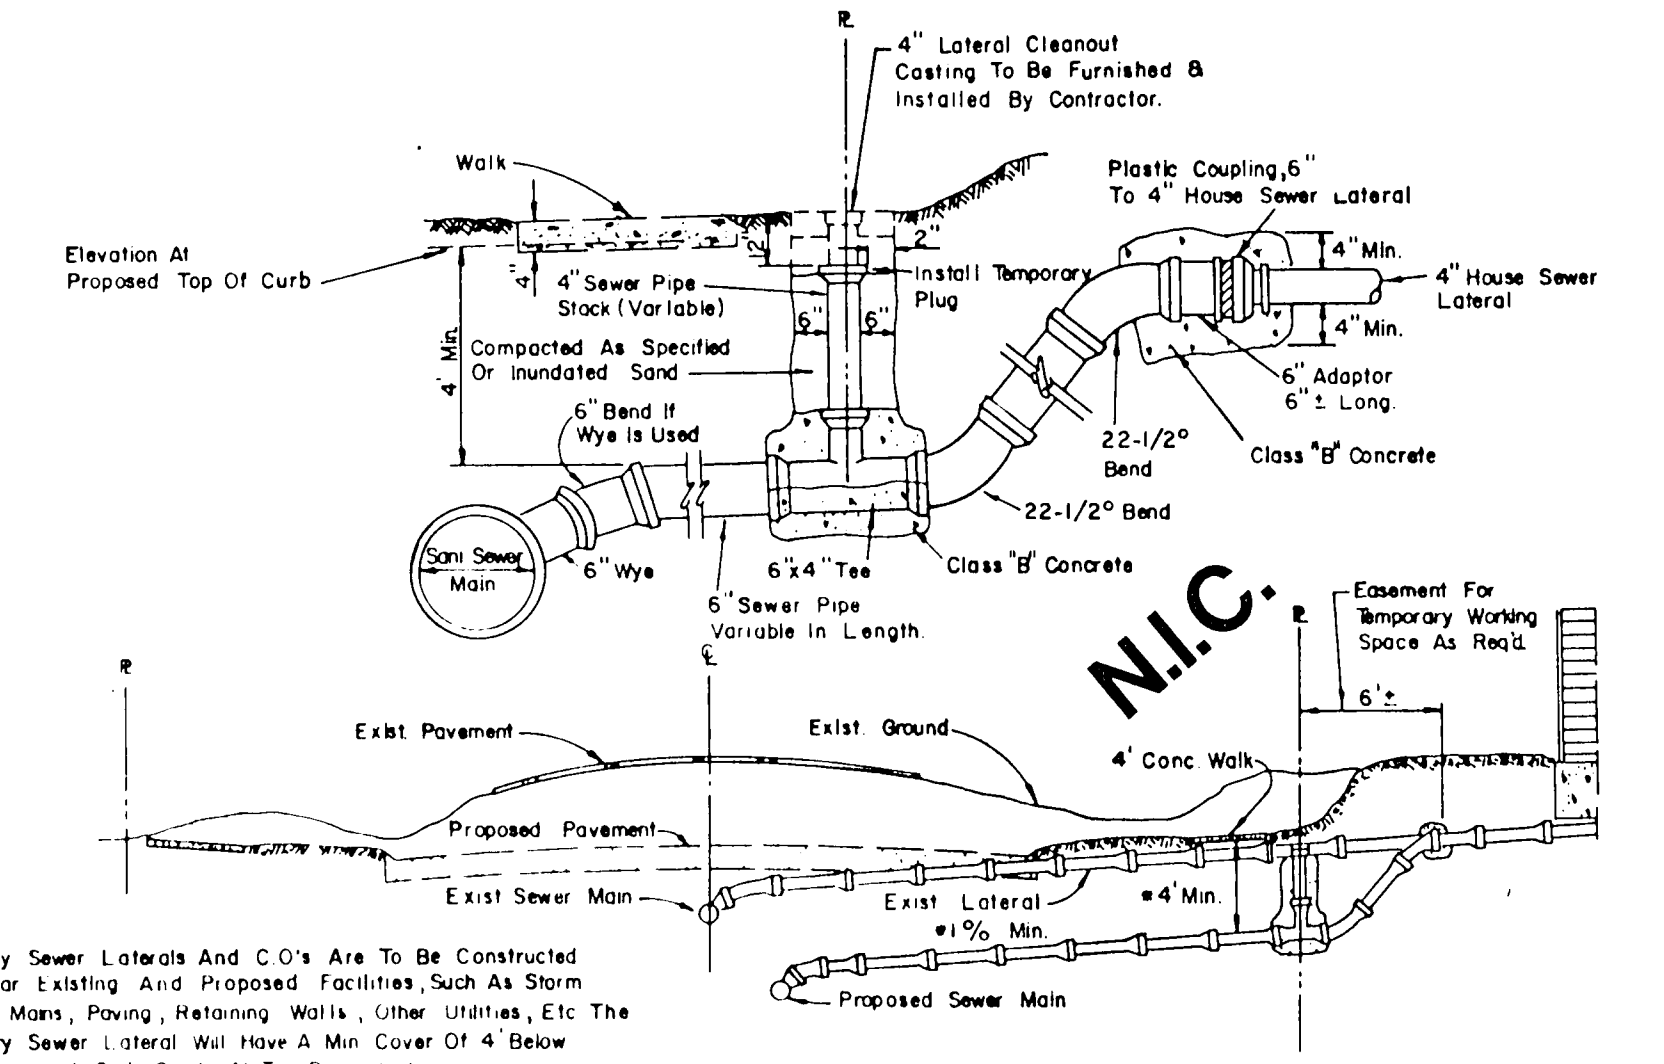 ℞
4" Lateral Cleanout
Casting To Be Furnished &
Installed By Contractor.
Walk
Plastic Coupling, 6"
To 4" House Sewer Lateral
Elevation At
Proposed Top Of Curb
4"
4" Sewer Pipe
Stock (Variable)
12"
2"
Install Temporary
Plug
4" Min.
4" House Sewer
Lateral
4" Min.
6"
6"
4' Min.
Compacted As Specified
Or Inundated Sand
6" Adaptor
6" ± Long.
6" Bend If
Wye Is Used
22-1/2°
Bend
Class "B" Concrete
22-1/2° Bend
Sani Sewer
Main
6" Wye
6"x4" Tee
Class "B" Concrete
6" Sewer Pipe
Variable In Length.
N.I.C.
Easement For
Temporary Working
Space As Req'd.
6' ±
℄
Exist. Pavement
Exist. Ground
4' Conc. Walk
Proposed Pavement
Exist Sewer Main
Exist Lateral
*1% Min.
*4' Min.
Proposed Sewer Main
y Sewer Laterals And C.O's Are To Be Constructed
ar Existing And Proposed Facilities, Such As Storm
Mains, Paving, Retaining Walls, Other Utilities, Etc The
y Sewer Lateral Will Have A Min Cover Of 4' Below